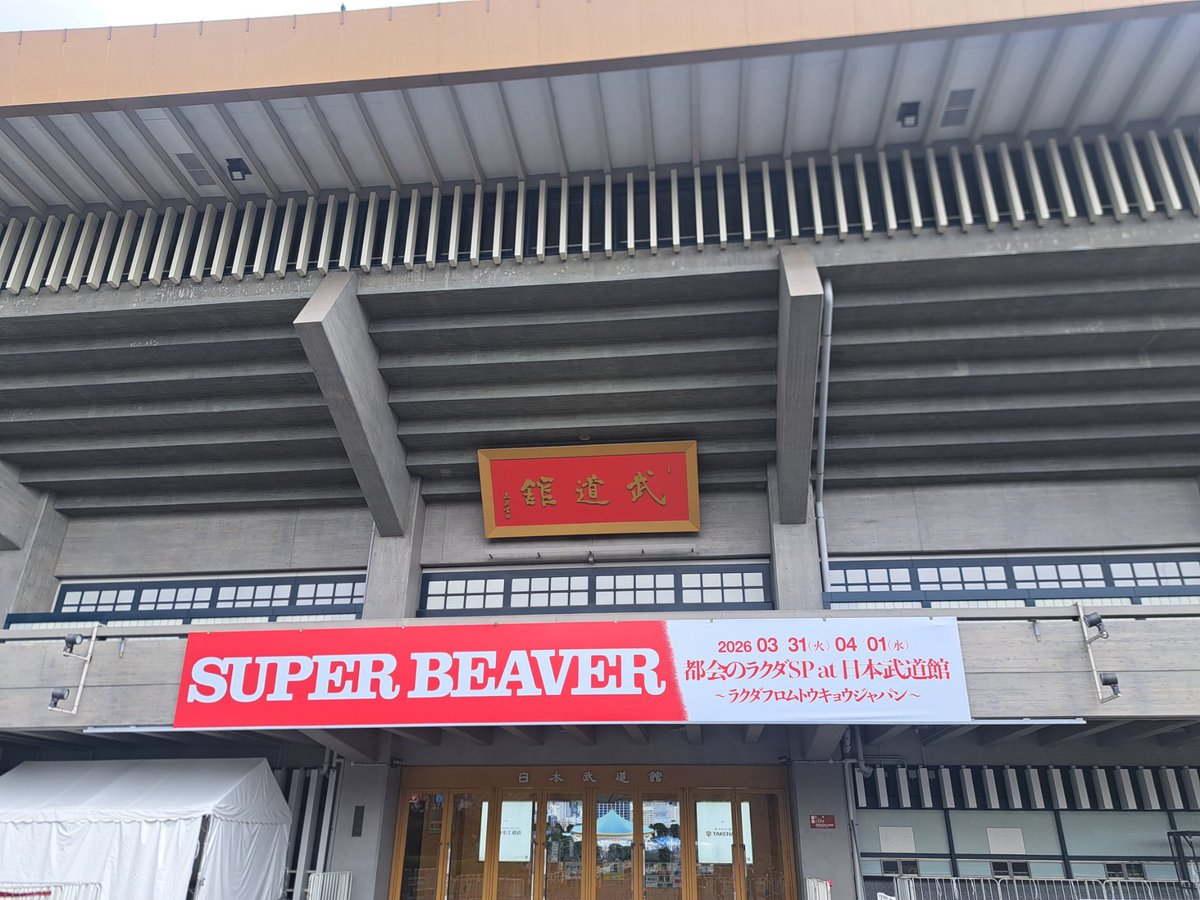 武道館
SUPER BEAVER
2026 03 31(火) 04 01(水)
都会のラクダSP at 日本武道館
～ラクダフロムトウキョウジャパン～
日本武道館